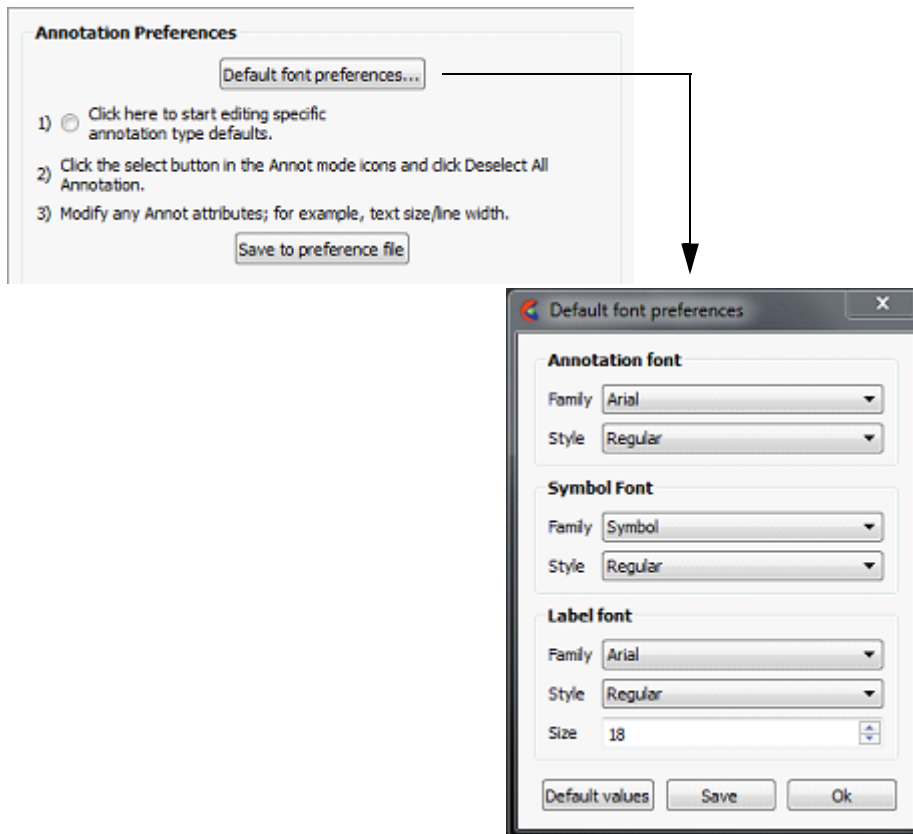 Annotation Preferences
Default font preferences...
1) Click here to start editing specific
annotation type defaults.
2) Click the select button in the Annot mode icons and click Deselect All
Annotation.
3) Modify any Annot attributes; for example, text size/line width.
Save to preference file
Default font preferences
X
Annotation font
Family Arial
Style Regular
Symbol Font
Family Symbol
Style Regular
Label font
Family Arial
Style Regular
Size 18
Default values Save Ok